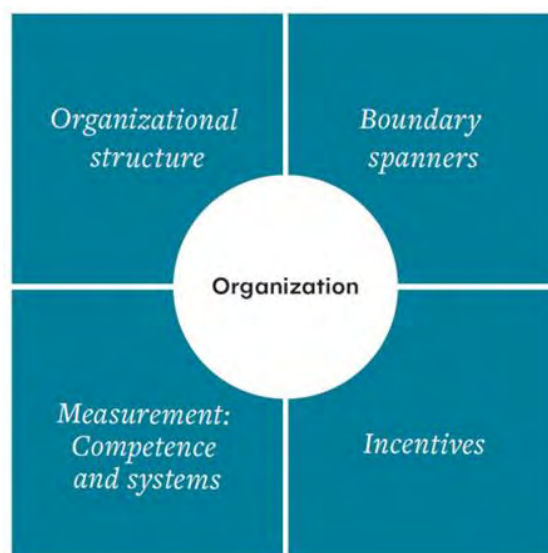 Organizational
structure
Boundary
spanners
Organization
Measurement:
Competence
and systems
Incentives